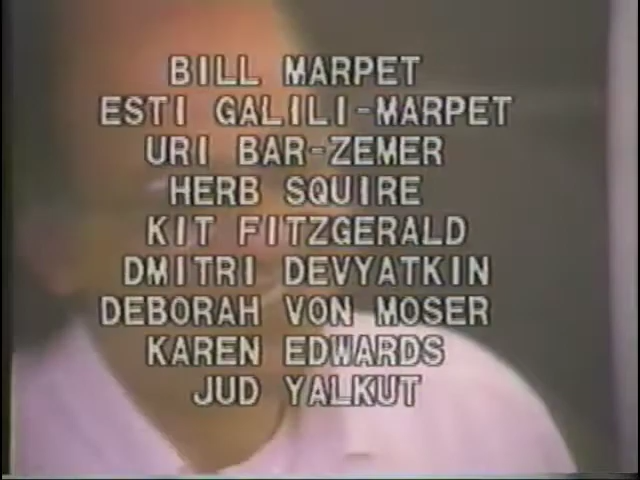 BILL MARPET
ESTI GALILI-MARPET
URI BAR-ZEMER
HERB SQUIRE
KIT FITZGERALD
DMITRI DEVYATKIN
DEBORAH VON MOSER
KAREN EDWARDS
JUD YALKUT